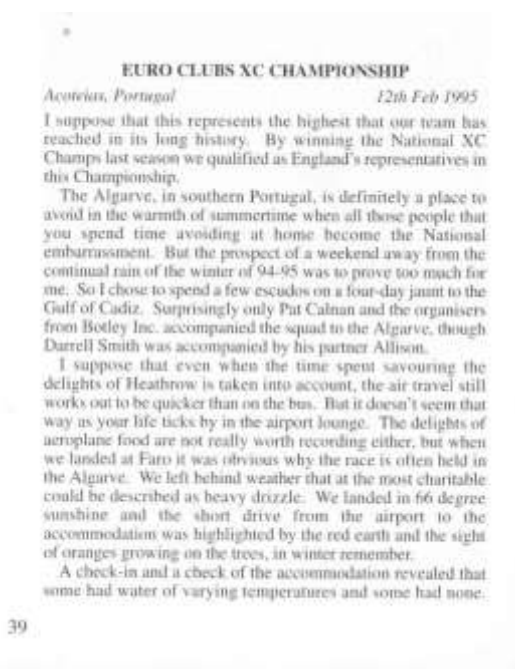 EURO CLUBS XC CHAMPIONSHIP
Acoteias, Portugal 12th Feb 1995
I suppose that this represents the highest that our team has
reached in its long history. By winning the National XC
Champs last season we qualified as England's representatives in
this Championship.
The Algarve, in southern Portugal, is definitely a place to
avoid in the warmth of summertime when all those people that
you spend time avoiding at home become the National
embarrassment. But the prospect of a weekend away from the
continual rain of the winter of 94-95 was to prove too much for
me. So I chose to spend a few escudos on a four-day jaunt to the
Gulf of Cadiz. Surprisingly only Pat Calnan and the organisers
from Botley Inc. accompanied the squad to the Algarve, though
Darrell Smith was accompanied by his partner Allison.
I suppose that even when the time spent savouring the
delights of Heathrow is taken into account, the air travel still
works out to be quicker than on the bus. But it doesn't seem that
way as your life ticks by in the airport lounge. The delights of
aeroplane food are not really worth recording either, but when
we landed at Faro it was obvious why the race is often held in
the Algarve. We left behind weather that at the most charitable
could be described as heavy drizzle. We landed in 66 degree
sunshine and the short drive from the airport to the
accommodation was highlighted by the red earth and the sight
of oranges growing on the trees, in winter remember.
A check-in and a check of the accommodation revealed that
some had water of varying temperatures and some had none.
39